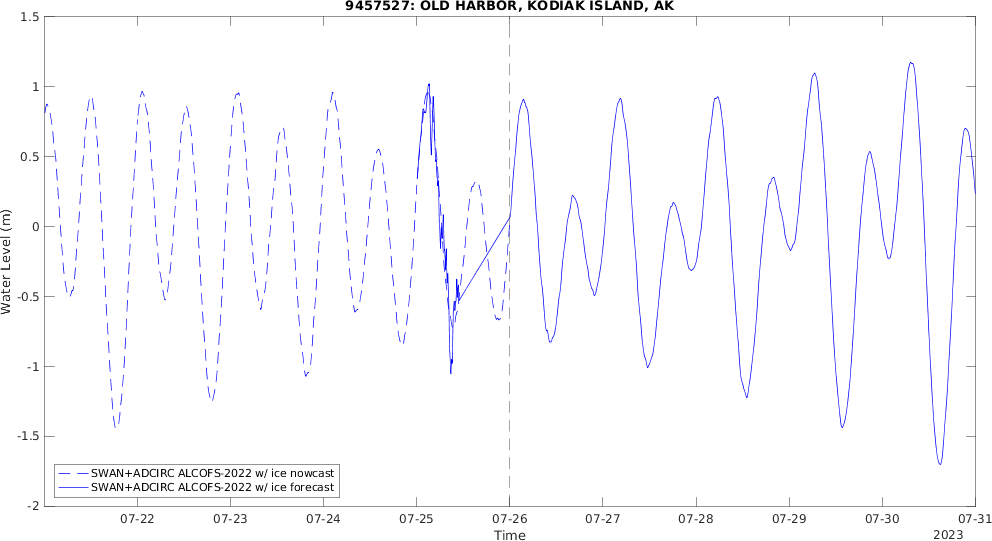 9457527: OLD HARBOR, KODIAK ISLAND, AK
Water Level (m)
1.5
1
0.5
0
-0.5
-1
-1.5
-2
SWAN+ADCIRC ALCOFS-2022 w/ ice nowcast
SWAN+ADCIRC ALCOFS-2022 w/ ice forecast
07-22 07-23 07-24 07-25 07-26 07-27 07-28 07-29 07-30 07-31
Time
2023